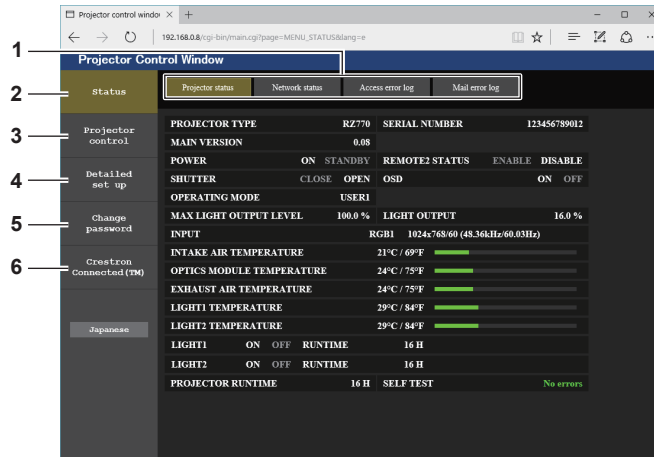 Projector control window
192.168.0.8/cgi-bin/main.cgi?page=MENU_STATUS&lang=e
Projector Control Window
1
2
3
4
5
6
Status
Projector control
Detailed set up
Change password
Crestron Connected(TM)
Japanese
Projector status Network status Access error log Mail error log
PROJECTOR TYPE RZ770 SERIAL NUMBER 123456789012
MAIN VERSION 0.08
POWER ON STANDBY REMOTE2 STATUS ENABLE DISABLE
SHUTTER CLOSE OPEN OSD ON OFF
OPERATING MODE USER1
MAX LIGHT OUTPUT LEVEL 100.0 % LIGHT OUTPUT 16.0 %
INPUT RGB1 1024x768/60 (48.36kHz/60.03Hz)
INTAKE AIR TEMPERATURE 21°C / 69°F
OPTICS MODULE TEMPERATURE 24°C / 75°F
EXHAUST AIR TEMPERATURE 24°C / 75°F
LIGHT1 TEMPERATURE 29°C / 84°F
LIGHT2 TEMPERATURE 29°C / 84°F
LIGHT1 ON OFF RUNTIME 16 H
LIGHT2 ON OFF RUNTIME 16 H
PROJECTOR RUNTIME 16 H SELF TEST No errors